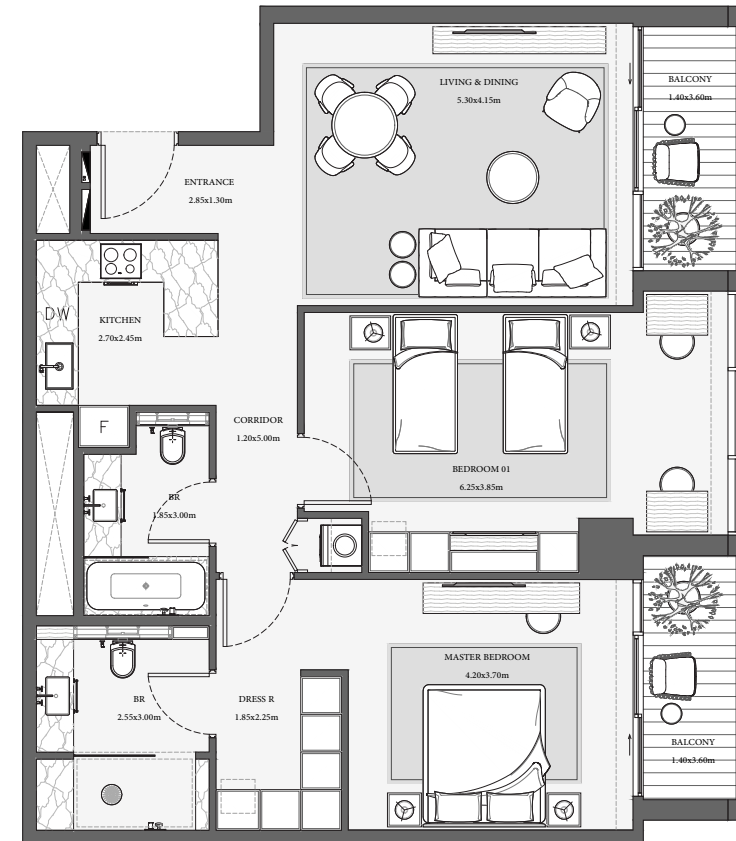 LIVING & DINING
5.30x4.15m
BALCONY
1.40x3.60m
ENTRANCE
2.85x1.30m
DW
KITCHEN
2.70x2.45m
F
CORRIDOR
1.20x5.00m
BEDROOM 01
6.25x3.85m
BR
1.85x3.00m
MASTER BEDROOM
4.20x3.70m
BR
2.55x3.00m
DRESS R
1.85x2.25m
BALCONY
1.40x3.60m